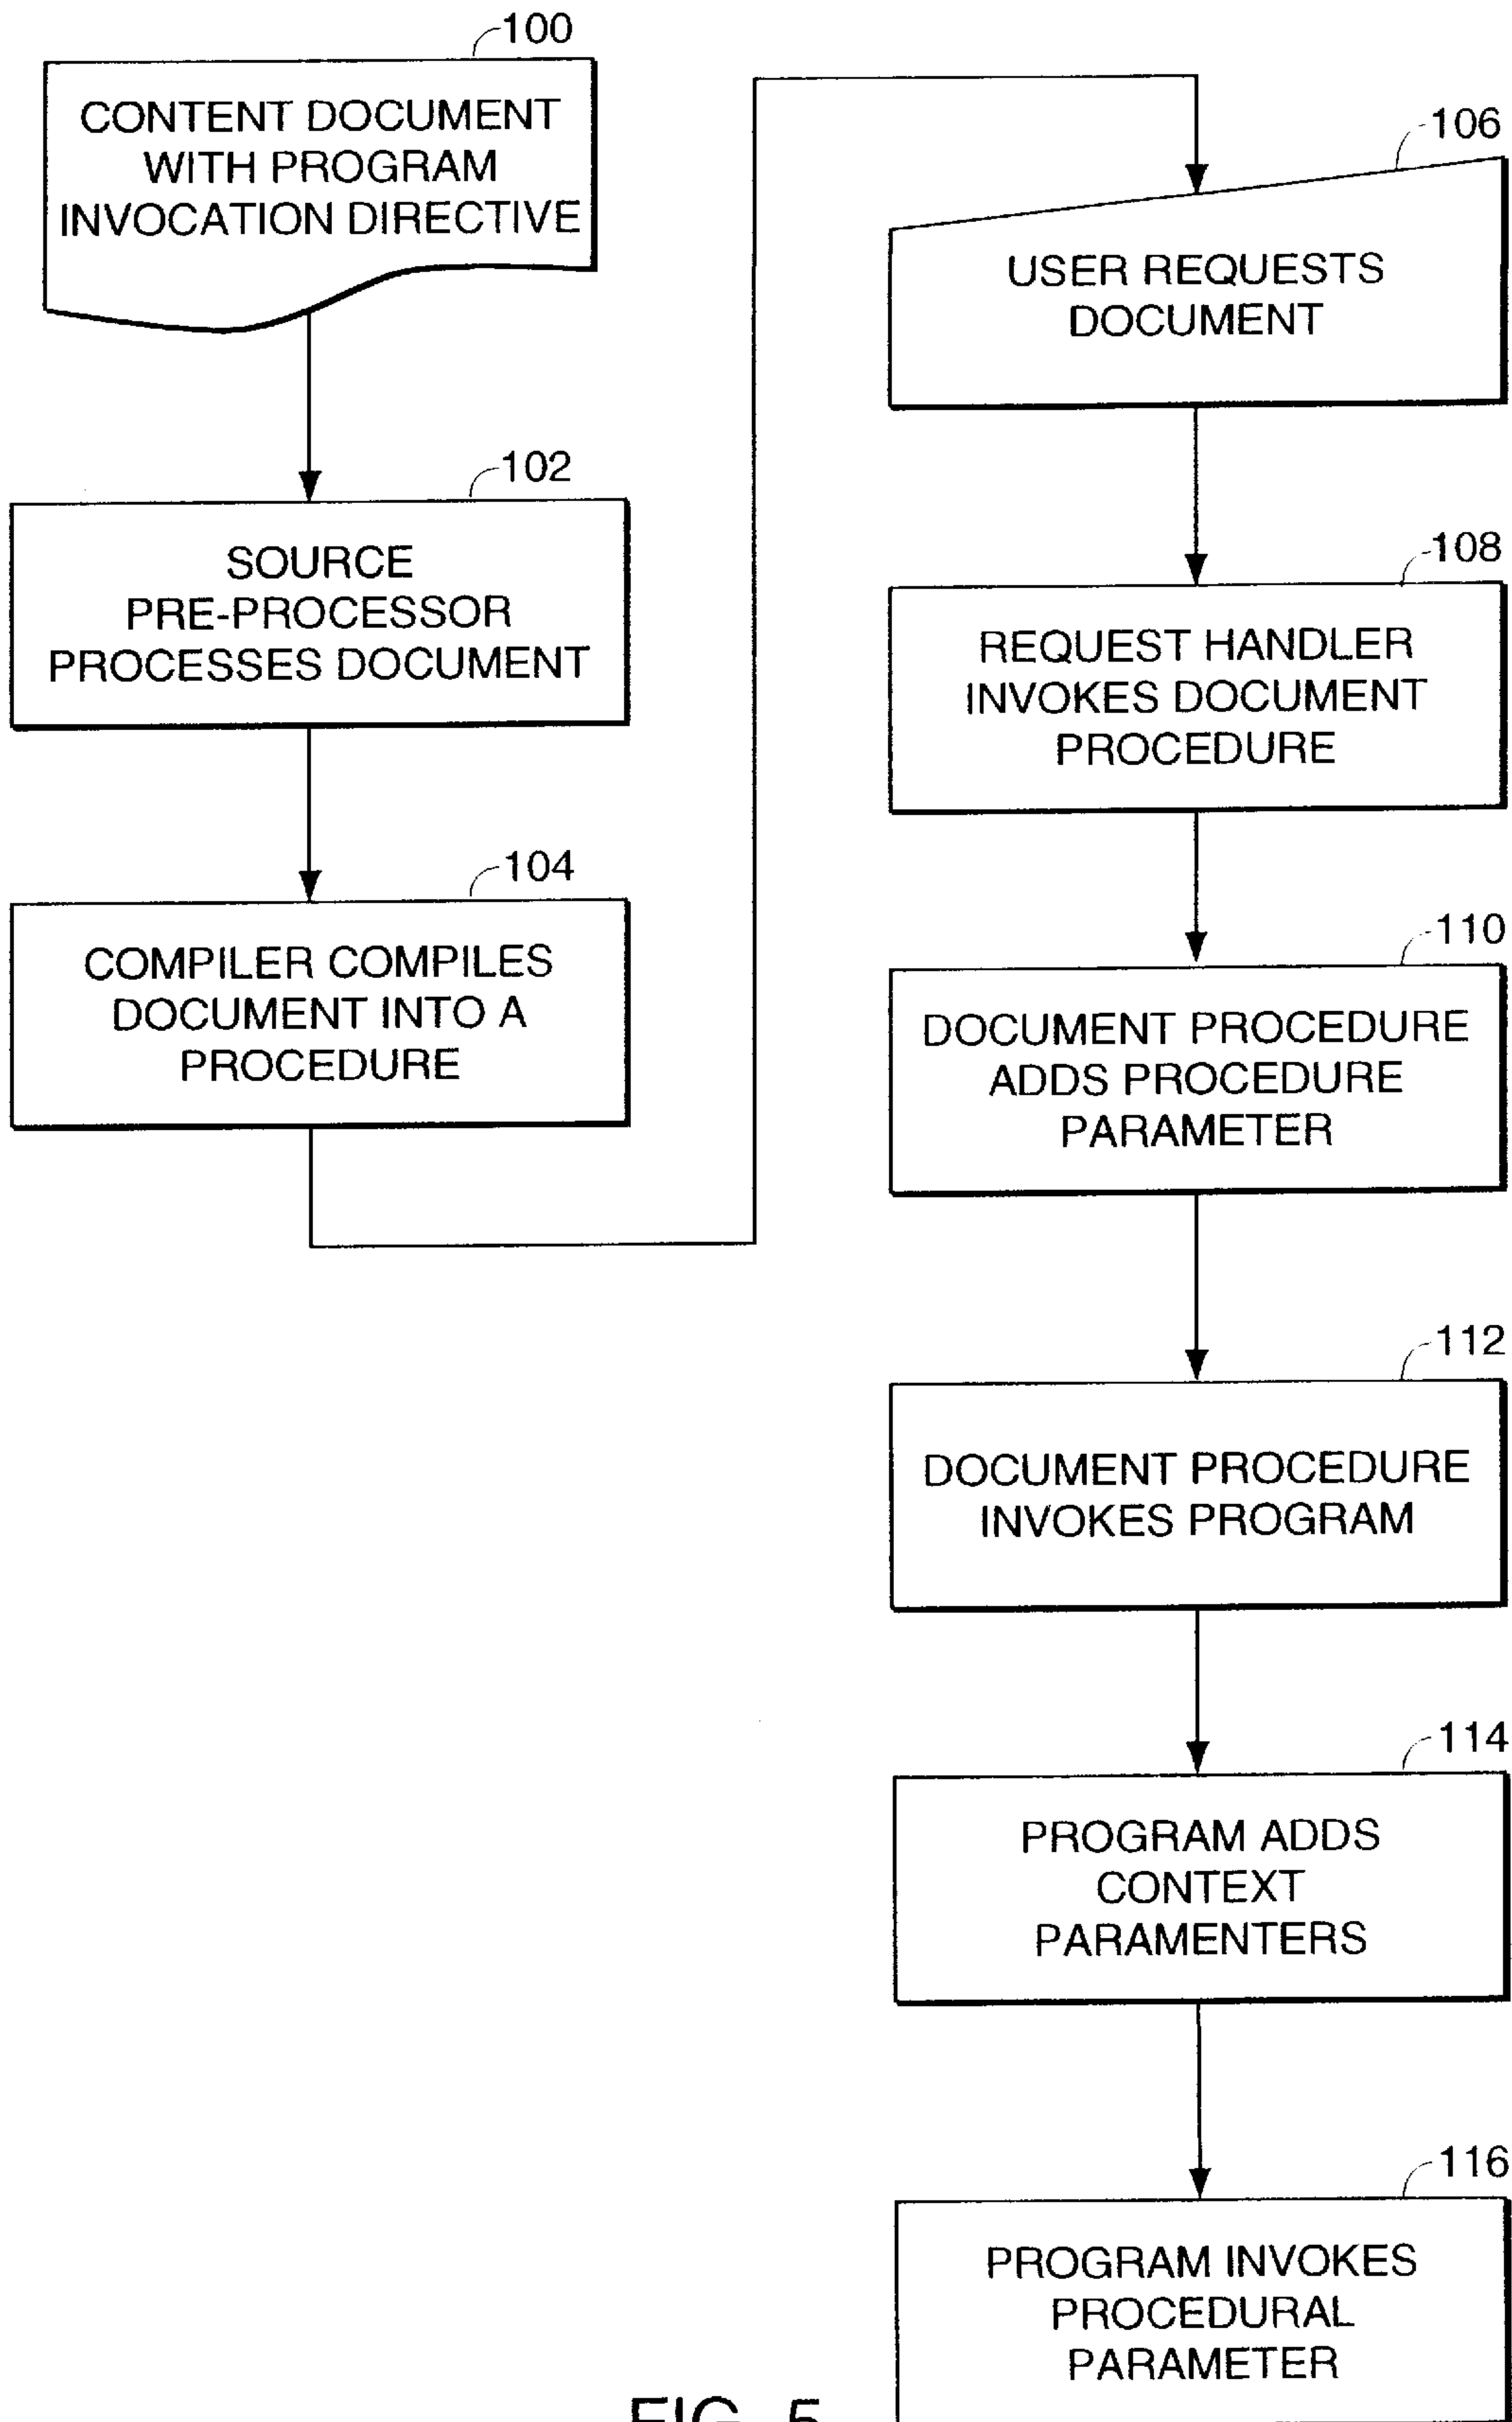 100
CONTENT DOCUMENT
WITH PROGRAM
INVOCATION DIRECTIVE
102
SOURCE
PRE-PROCESSOR
PROCESSES DOCUMENT
104
COMPILER COMPILES
DOCUMENT INTO A
PROCEDURE
106
USER REQUESTS
DOCUMENT
108
REQUEST HANDLER
INVOKES DOCUMENT
PROCEDURE
110
DOCUMENT PROCEDURE
ADDS PROCEDURE
PARAMETER
112
DOCUMENT PROCEDURE
INVOKES PROGRAM
114
PROGRAM ADDS
CONTEXT
PARAMENTERS
116
PROGRAM INVOKES
PROCEDURAL
PARAMETER
FIG. 5